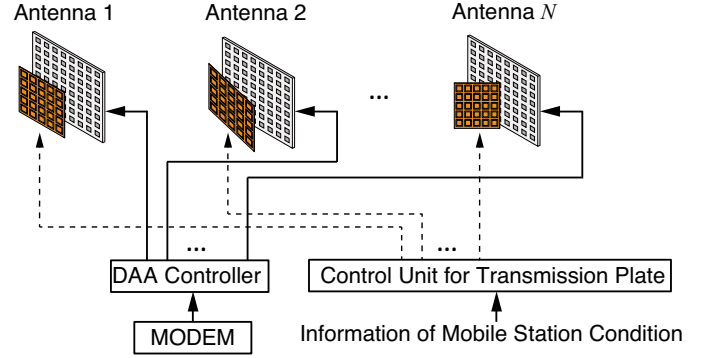 Antenna 1
Antenna 2
Antenna N
...
...
...
DAA Controller
Control Unit for Transmission Plate
MODEM
Information of Mobile Station Condition